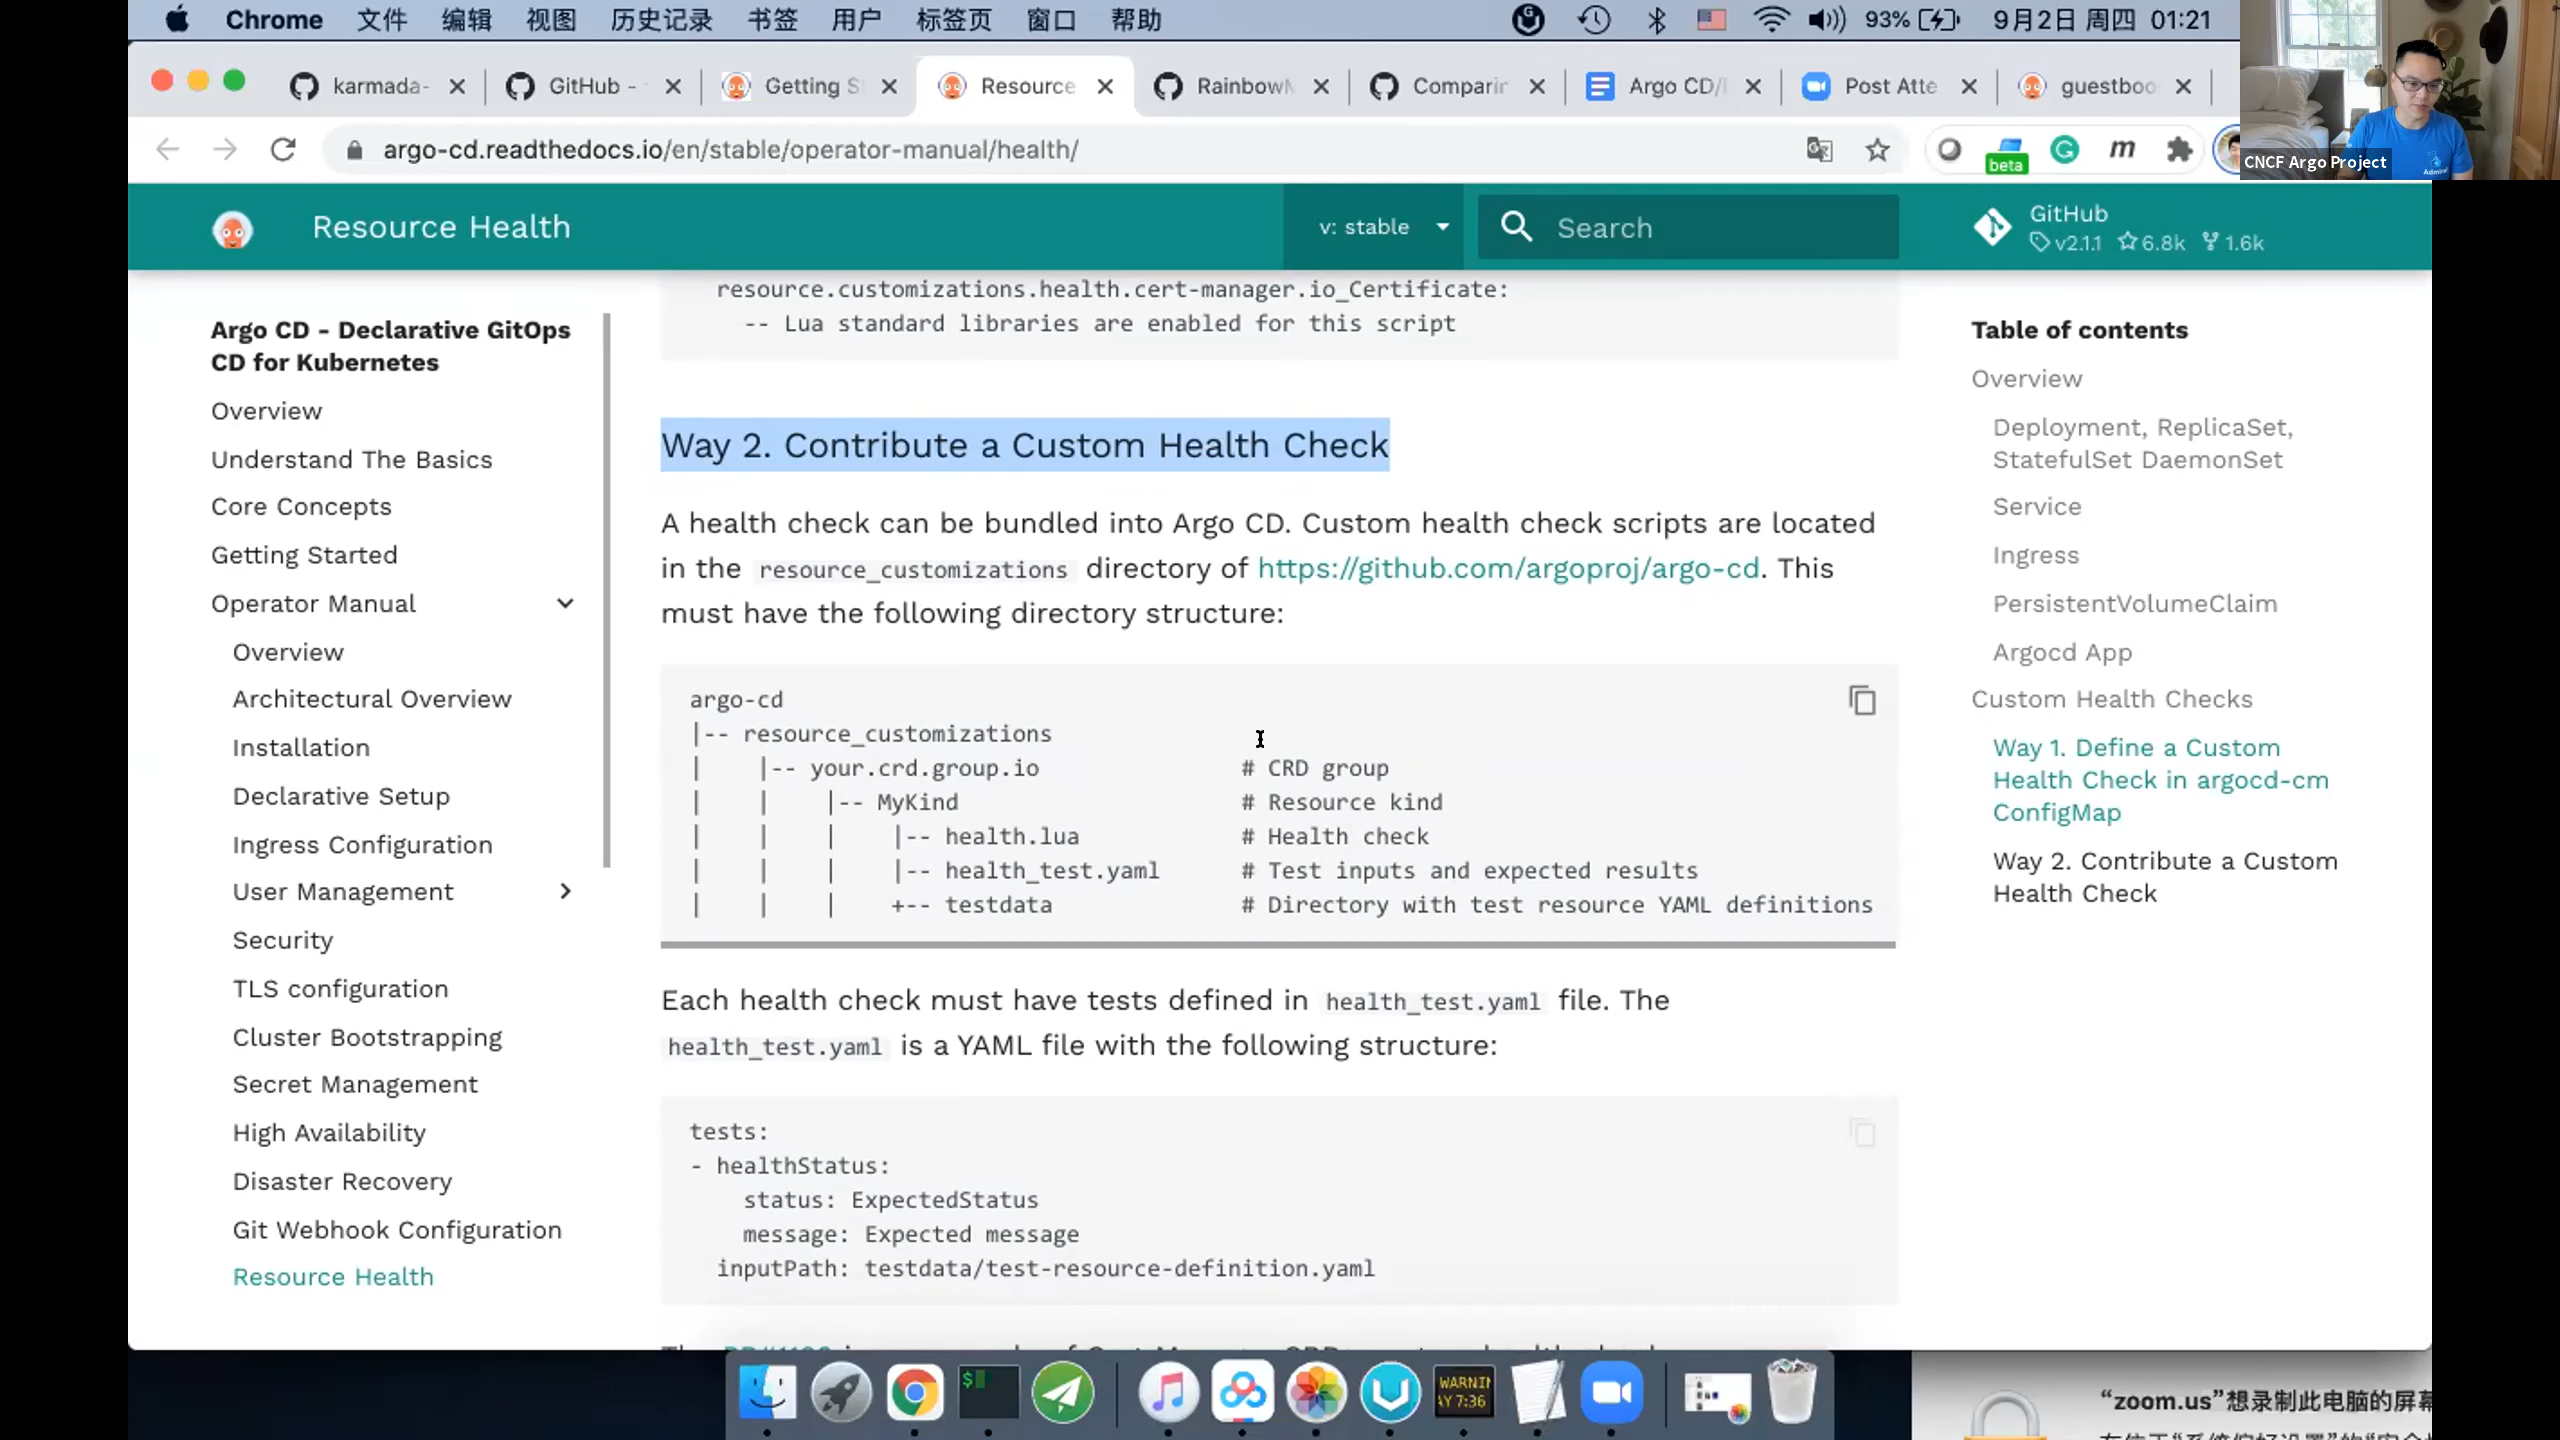 Chrome 文件 编辑 视图 历史记录 书签 用户 标签页 窗口 帮助 93% 9月2日 周四 01:21
karmada- GitHub - Getting S Resource Rainbow Comparin Argo CD/ Post Atte guestboo
argo-cd.readthedocs.io/en/stable/operator-manual/health/
beta
CNCF Argo Project
Resource Health
v: stable
Search
GitHub
v2.1.1 6.8k 1.6k
Argo CD - Declarative GitOps
CD for Kubernetes
Overview
Understand The Basics
Core Concepts
Getting Started
Operator Manual
Overview
Architectural Overview
Installation
Declarative Setup
Ingress Configuration
User Management
Security
TLS configuration
Cluster Bootstrapping
Secret Management
High Availability
Disaster Recovery
Git Webhook Configuration
Resource Health
resource.customizations.health.cert-manager.io_Certificate:
-- Lua standard libraries are enabled for this script
Way 2. Contribute a Custom Health Check
A health check can be bundled into Argo CD. Custom health check scripts are located
in the resource_customizations directory of https://github.com/argoproj/argo-cd. This
must have the following directory structure:
argo-cd
|-- resource_customizations
|    |-- your.crd.group.io               # CRD group
|    |    |-- MyKind                     # Resource kind
|    |    |    |-- health.lua            # Health check
|    |    |    |-- health_test.yaml      # Test inputs and expected results
|    |    |    +-- testdata              # Directory with test resource YAML definitions
Each health check must have tests defined in health_test.yaml file. The
health_test.yaml is a YAML file with the following structure:
tests:
- healthStatus:
    status: ExpectedStatus
    message: Expected message
  inputPath: testdata/test-resource-definition.yaml
Table of contents
Overview
Deployment, ReplicaSet,
StatefulSet DaemonSet
Service
Ingress
PersistentVolumeClaim
Argocd App
Custom Health Checks
Way 1. Define a Custom
Health Check in argocd-cm
ConfigMap
Way 2. Contribute a Custom
Health Check
WARNIN
AY 7:36
“zoom.us”想录制此电脑的屏幕